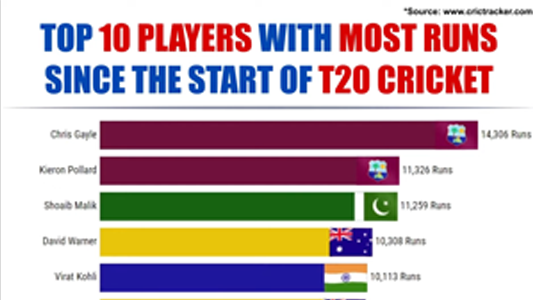 *Source: www.crictracker.com
TOP 10 PLAYERS WITH MOST RUNS
SINCE THE START OF T20 CRICKET
Chris Gayle 14,306 Runs
Kieron Pollard 11,326 Runs
Shoaib Malik 11,259 Runs
David Warner 10,308 Runs
Virat Kohli 10,113 Runs